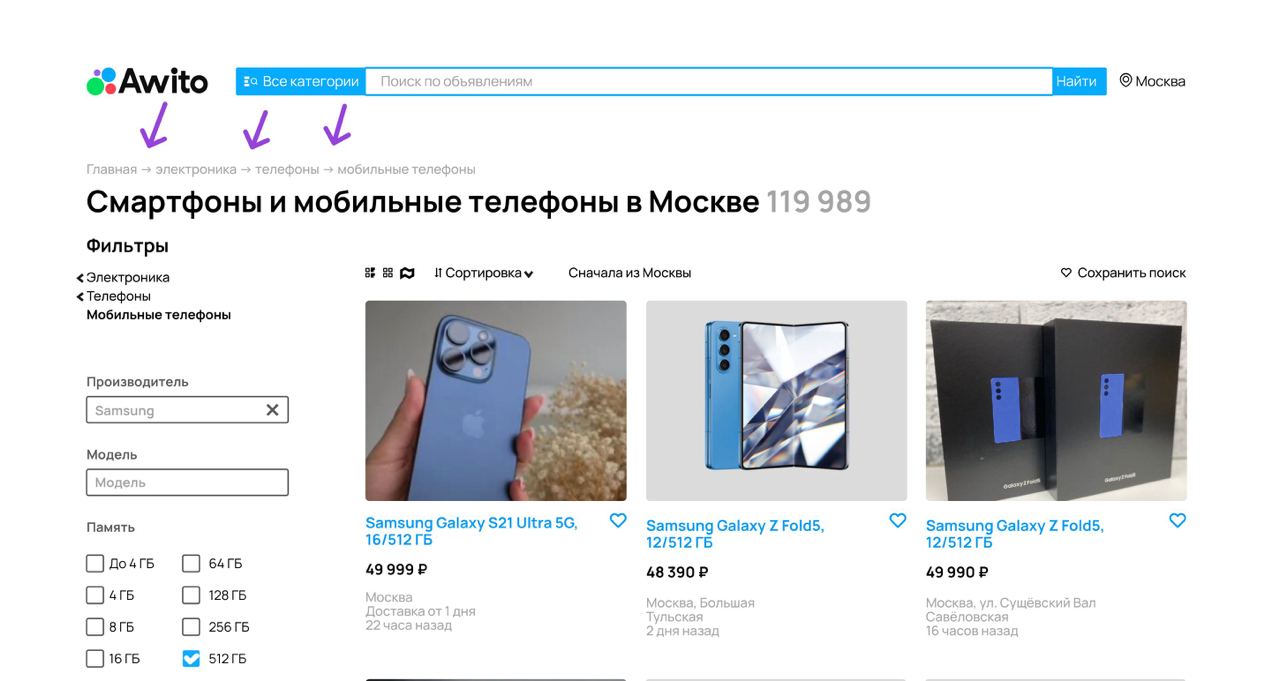 Awito
Все категории
Поиск по объявлениям
Найти
Москва
Главная → электроника → телефоны → мобильные телефоны
Смартфоны и мобильные телефоны в Москве 119 989
Фильтры
Электроника
Телефоны
Мобильные телефоны
Производитель
Samsung
Модель
Модель
Память
До 4 ГБ
64 ГБ
4 ГБ
128 ГБ
8 ГБ
256 ГБ
16 ГБ
512 ГБ
Сортировка
Сначала из Москвы
Сохранить поиск
Samsung Galaxy S21 Ultra 5G,
16/512 ГБ
49 999 ₽
Москва
Доставка от 1 дня
22 часа назад
Samsung Galaxy Z Fold5,
12/512 ГБ
48 390 ₽
Москва, Большая
Тульская
2 дня назад
Galaxy Z Fold5
Galaxy Z Fold5
Samsung Galaxy Z Fold5,
12/512 ГБ
49 990 ₽
Москва, ул. Сущёвский Вал
Савёловская
16 часов назад